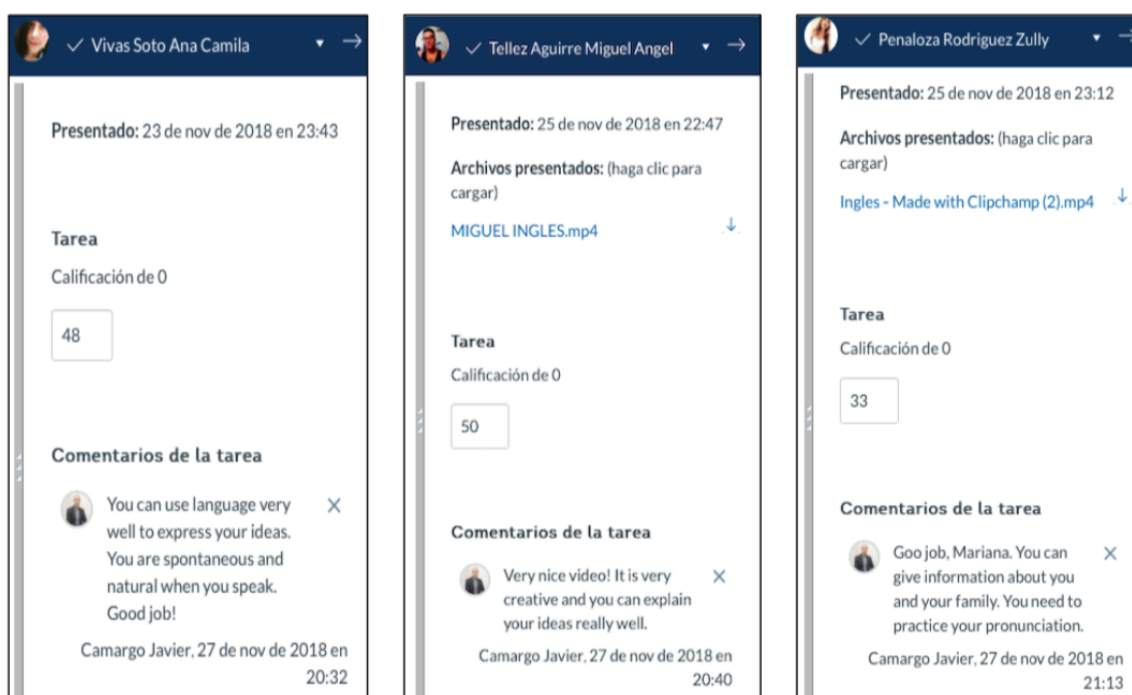 Vivas Soto Ana Camila
Presentado: 23 de nov de 2018 en 23:43
Tarea
Calificación de 0
48
Comentarios de la tarea
You can use language very
well to express your ideas.
You are spontaneous and
natural when you speak.
Good job!
Camargo Javier, 27 de nov de 2018 en
20:32
Tellez Aguirre Miguel Angel
Presentado: 25 de nov de 2018 en 22:47
Archivos presentados: (haga clic para
cargar)
MIGUEL INGLES.mp4
Tarea
Calificación de 0
50
Comentarios de la tarea
Very nice video! It is very
creative and you can explain
your ideas really well.
Camargo Javier, 27 de nov de 2018 en
20:40
Penaloza Rodriguez Zully
Presentado: 25 de nov de 2018 en 23:12
Archivos presentados: (haga clic para
cargar)
Ingles - Made with Clipchamp (2).mp4
Tarea
Calificación de 0
33
Comentarios de la tarea
Goo job, Mariana. You can
give information about you
and your family. You need to
practice your pronunciation.
Camargo Javier, 27 de nov de 2018 en
21:13